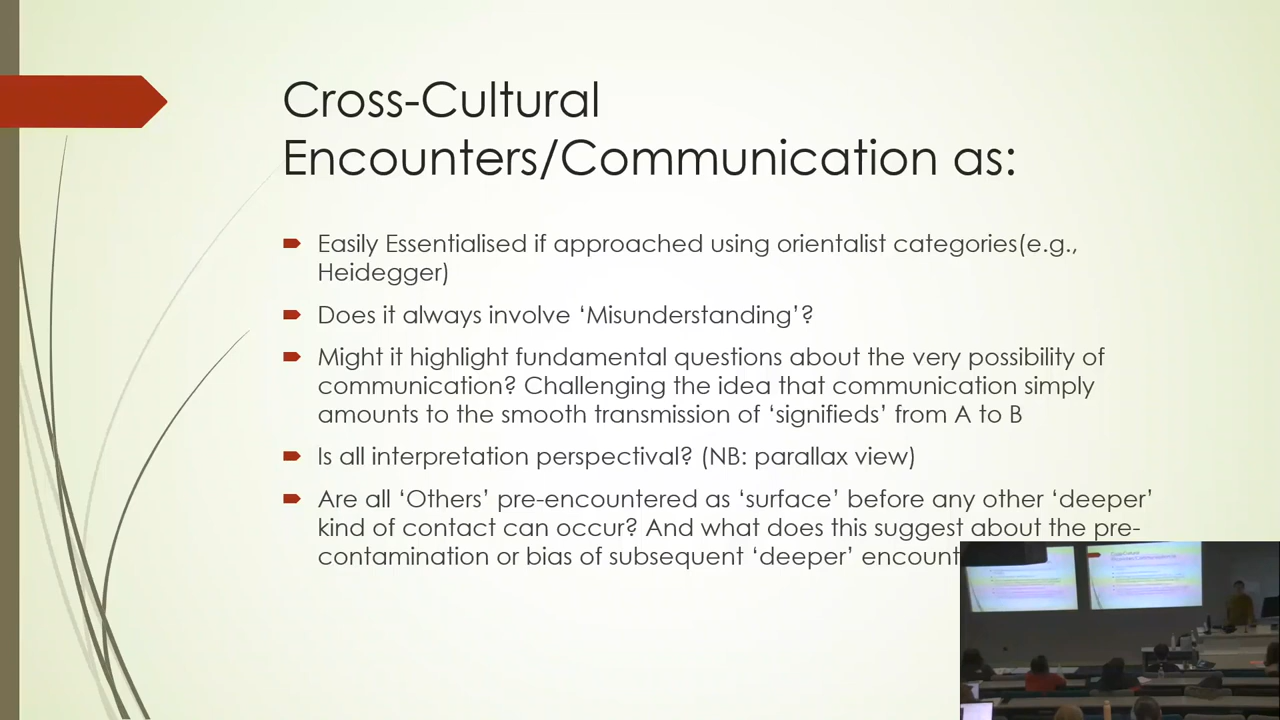 Cross-Cultural
Encounters/Communication as:
Easily Essentialised if approached using orientalist categories(e.g.,
Heidegger)
Does it always involve ‘Misunderstanding’?
Might it highlight fundamental questions about the very possibility of
communication? Challenging the idea that communication simply
amounts to the smooth transmission of ‘signifieds’ from A to B
Is all interpretation perspectival? (NB: parallax view)
Are all ‘Others’ pre-encountered as ‘surface’ before any other ‘deeper’
kind of contact can occur? And what does this suggest about the pre-
contamination or bias of subsequent ‘deeper’